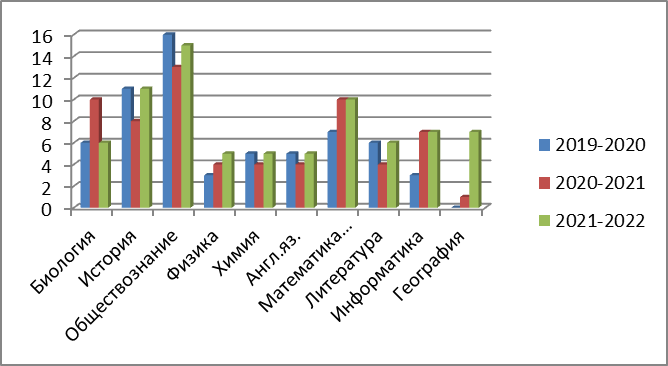 16
14
12
10
8
6
4
2
0
Биология
История
Обществознание
Физика
Химия
Англ.яз.
Математика...
Литература
Информатика
География
2019-2020
2020-2021
2021-2022